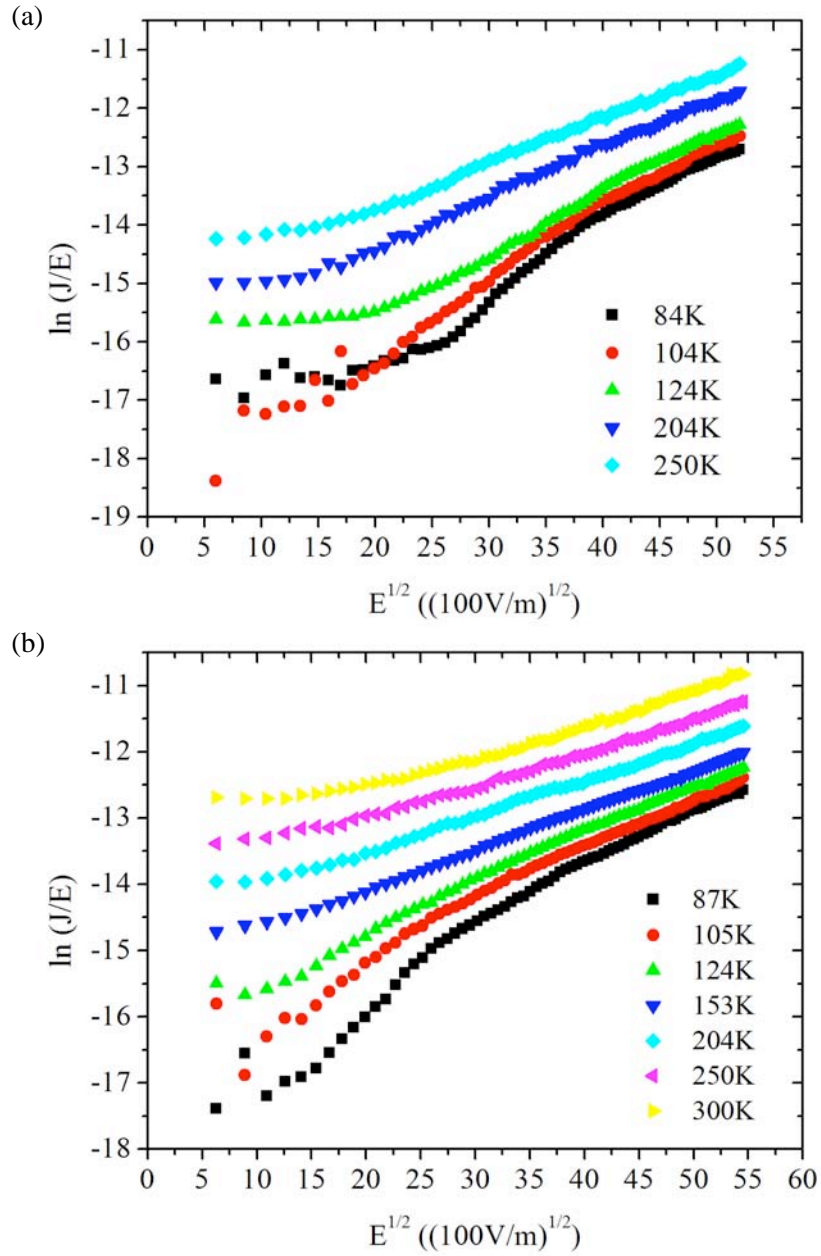 (a)
-11
-12
-13
-14
-15
-16
-17
-18
-19
ln (J/E)
84K
104K
124K
204K
250K
0 5 10 15 20 25 30 35 40 45 50 55
E^{1/2} ((100V/m)^{1/2})
(b)
-11
-12
-13
-14
-15
-16
-17
-18
ln (J/E)
87K
105K
124K
153K
204K
250K
300K
0 5 10 15 20 25 30 35 40 45 50 55 60
E^{1/2} ((100V/m)^{1/2})